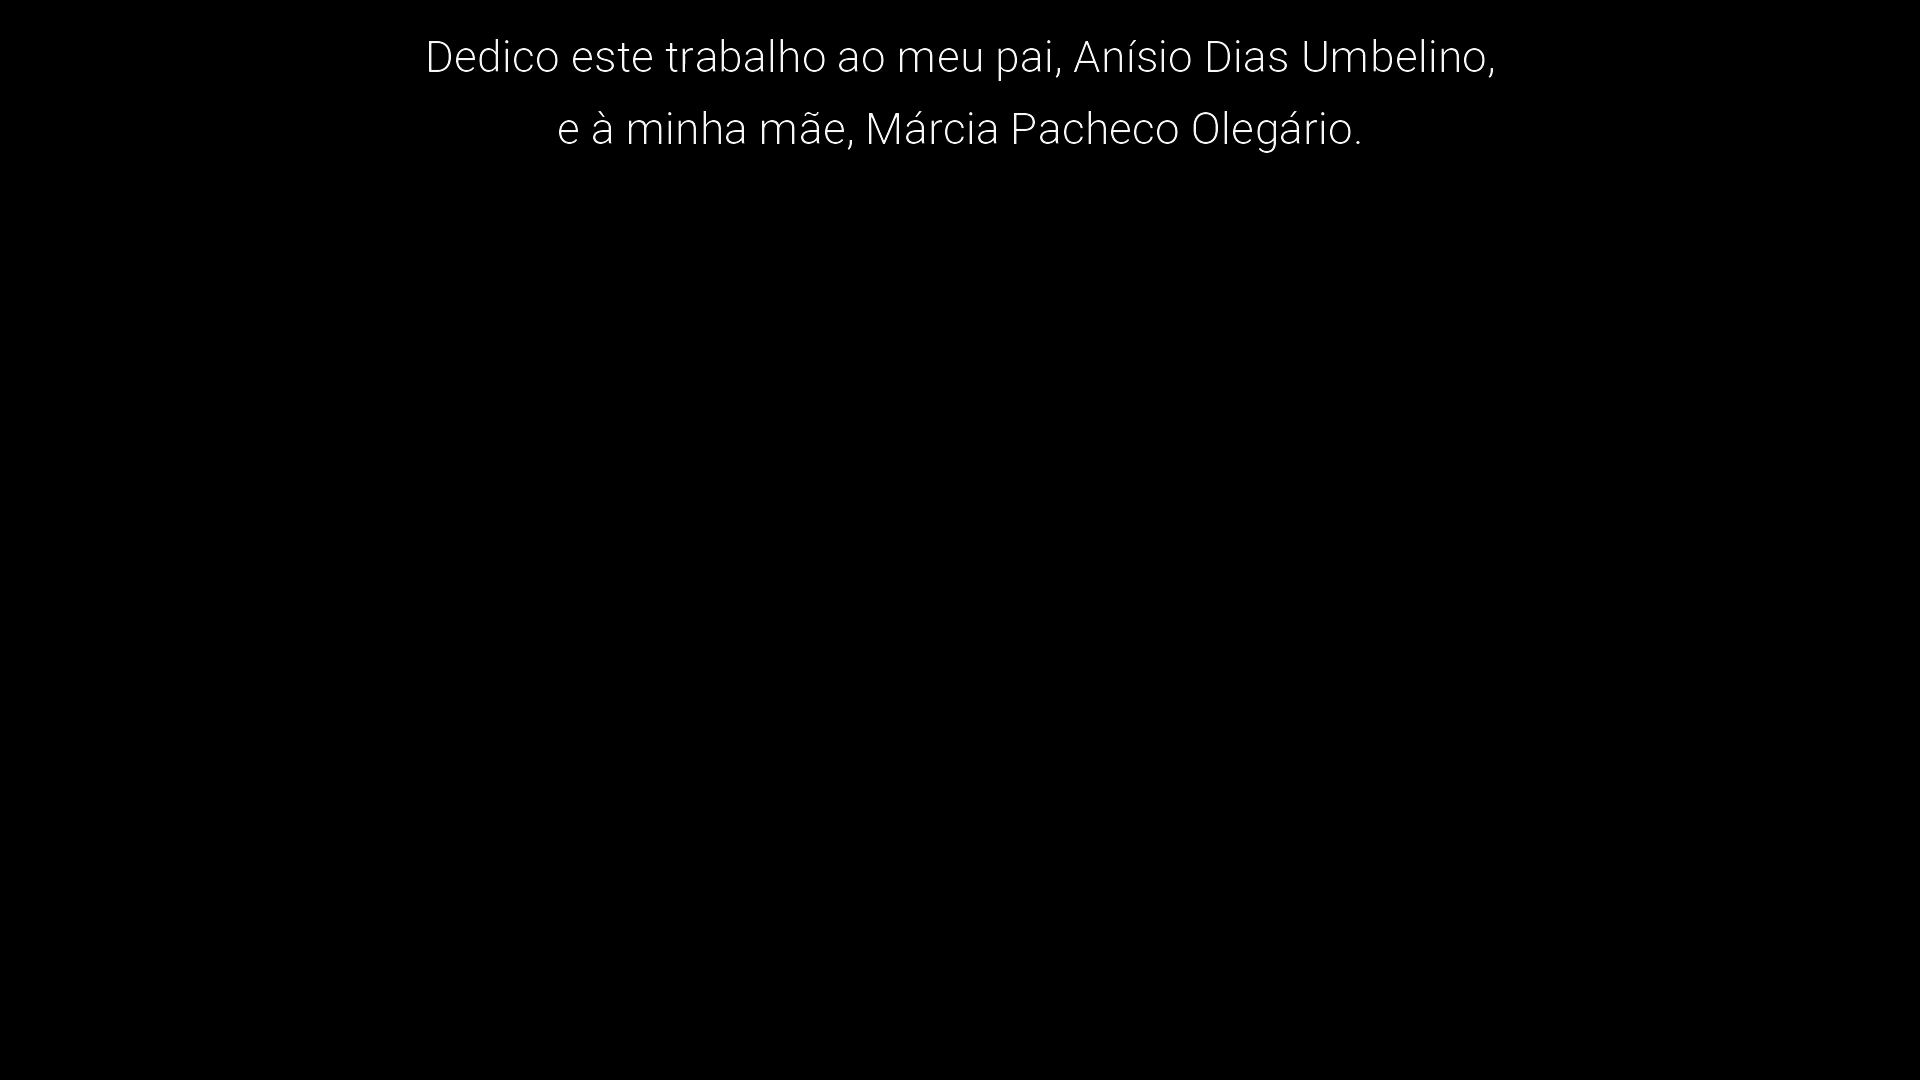 Dedico este trabalho ao meu pai, Anísio Dias Umbelino,
e à minha mãe, Márcia Pacheco Olegário.